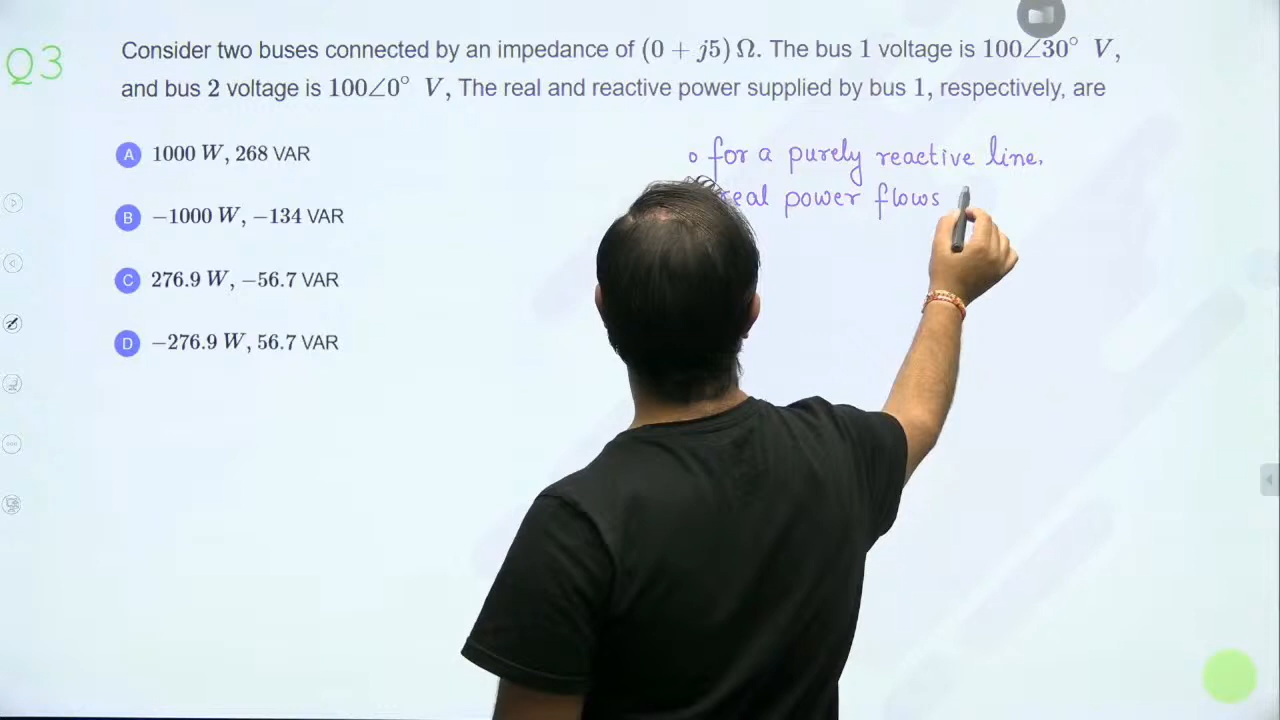 Q3
Consider two buses connected by an impedance of (0 + j5) Ω. The bus 1 voltage is 100∠30° V,
and bus 2 voltage is 100∠0° V, The real and reactive power supplied by bus 1, respectively, are
A 1000 W, 268 VAR
B −1000 W, −134 VAR
C 276.9 W, −56.7 VAR
D −276.9 W, 56.7 VAR
for a purely reactive line,
real power flows